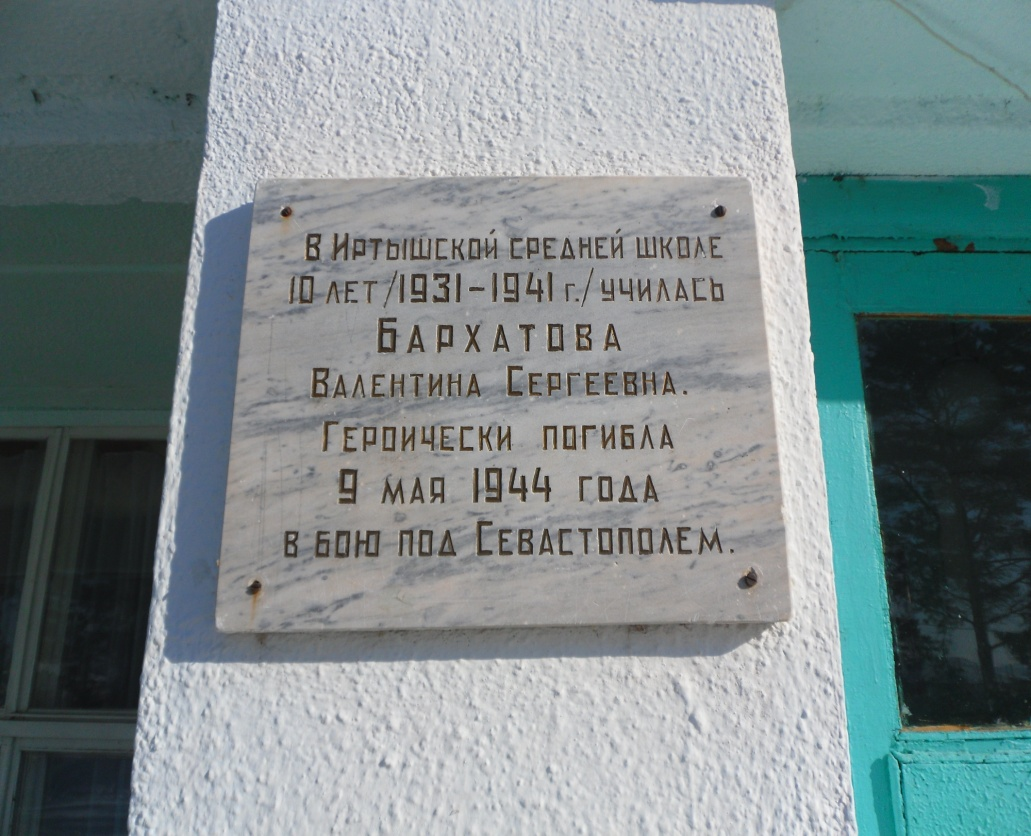 В Иртышской средней школе
10 лет /1931-1941 г./ училась
Бархатова
Валентина Сергеевна.
Героически погибла
9 мая 1944 года
в бою под Севастополем.